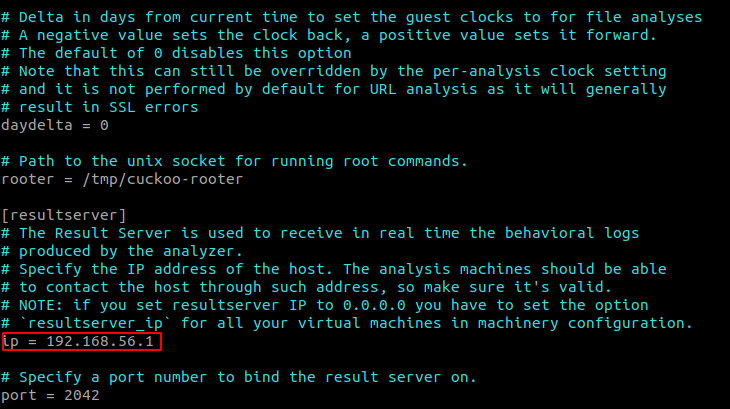 # Delta in days from current time to set the guest clocks to for file analyses
# A negative value sets the clock back, a positive value sets it forward.
# The default of 0 disables this option
# Note that this can still be overridden by the per-analysis clock setting
# and it is not performed by default for URL analysis as it will generally
# result in SSL errors
daydelta = 0
# Path to the unix socket for running root commands.
rooter = /tmp/cuckoo-rooter
[resultserver]
# The Result Server is used to receive in real time the behavioral logs
# produced by the analyzer.
# Specify the IP address of the host. The analysis machines should be able
# to contact the host through such address, so make sure it's valid.
# NOTE: if you set resultserver IP to 0.0.0.0 you have to set the option
# `resultserver_ip` for all your virtual machines in machinery configuration.
ip = 192.168.56.1
# Specify a port number to bind the result server on.
port = 2042